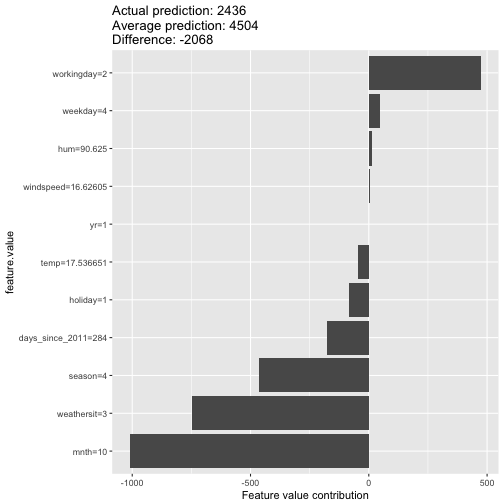 Actual prediction: 2436
Average prediction: 4504
Difference: -2068
workingday=2
weekday=4
hum=90.625
windspeed=16.62605
yr=1
temp=17.536651
holiday=1
days_since_2011=284
season=4
weathersit=3
mnth=10
feature.value
-1000
-500
0
500
Feature value contribution